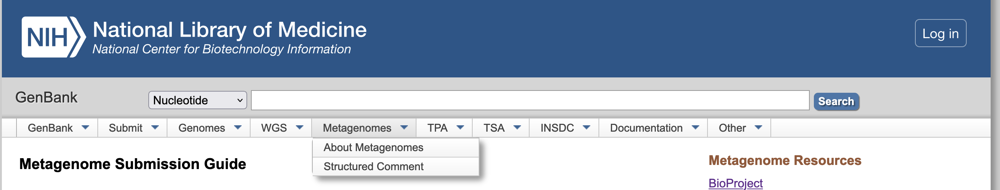 NIH
National Library of Medicine
National Center for Biotechnology Information
Log in
GenBank
Nucleotide
Search
GenBank Submit Genomes WGS Metagenomes TPA TSA INSDC Documentation Other
About Metagenomes
Structured Comment
Metagenome Submission Guide
Metagenome Resources
BioProject